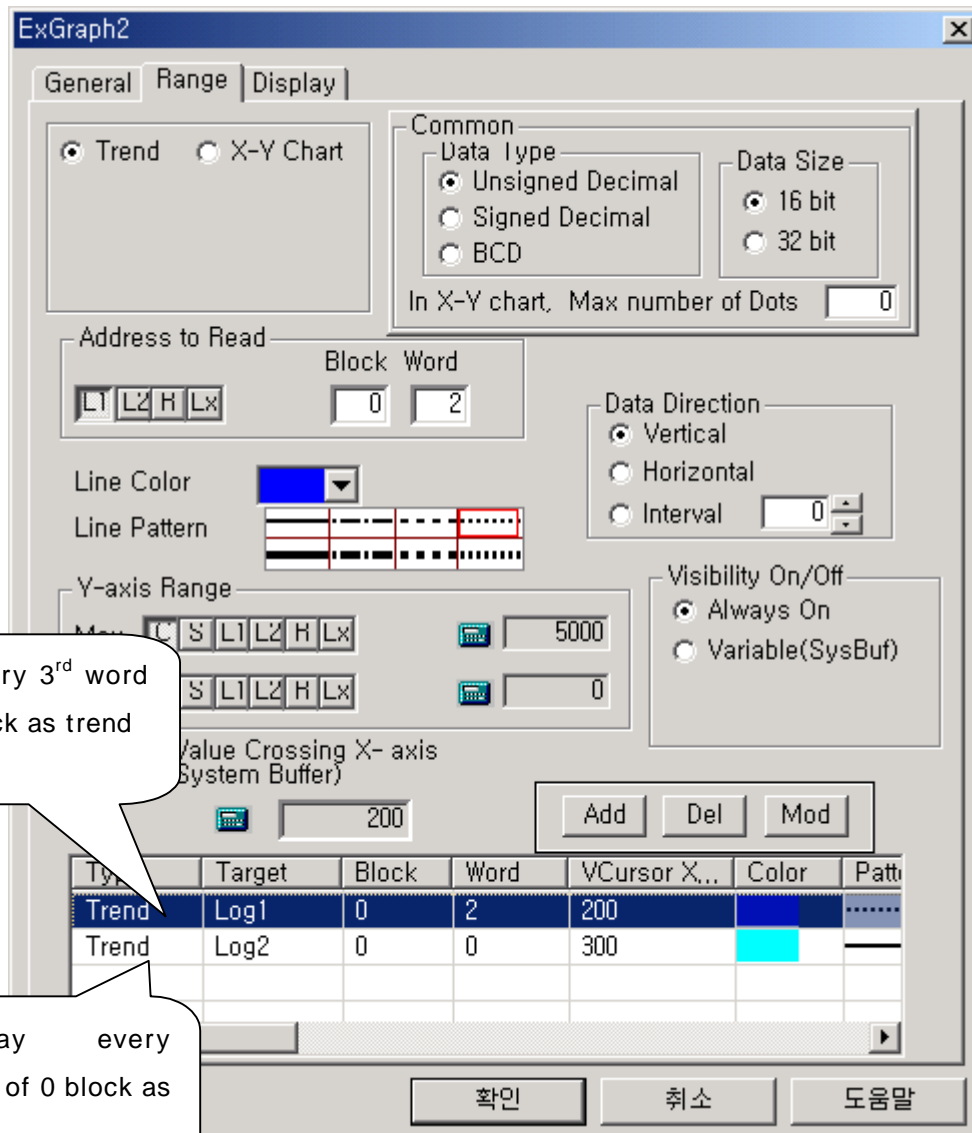 ExGraph2
General Range Display
Trend X-Y Chart
Common
Data Type
Unsigned Decimal
Signed Decimal
BCD
Data Size
16 bit
32 bit
In X-Y chart, Max number of Dots 0
Address to Read
Block Word
L1 L2 R Lx 0 2
Data Direction
Vertical
Horizontal
Interval 0
Line Color
Line Pattern
Y-axis Range
C S L1 L2 R Lx 5000
S L1 L2 R Lx 0
Visibility On/Off
Always On
Variable(SysBuf)
ry 3rd word
ck as trend
Value Crossing X- axis
System Buffer)
200
Add Del Mod
Target Block Word VCursor X... Color Patt
Trend Log1 0 2 200
Trend Log2 0 0 300
ay every
of 0 block as
확인 취소 도움말